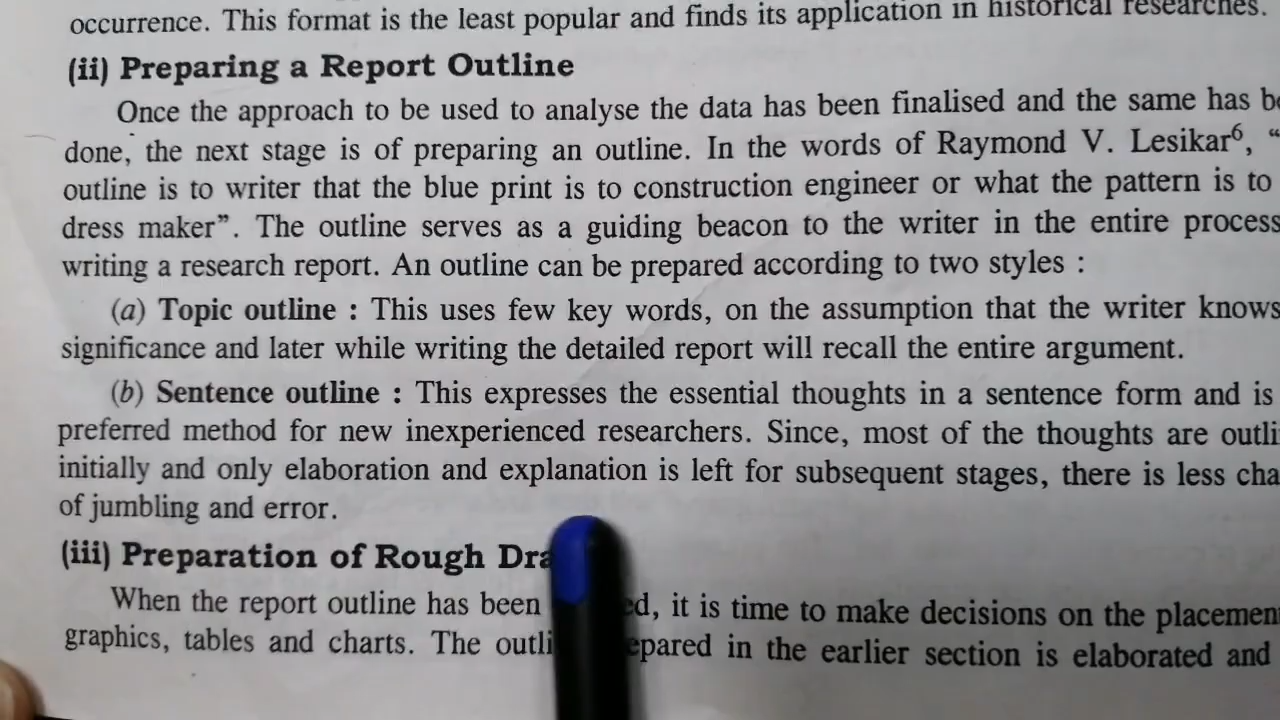 occurrence. This format is the least popular and finds its application in historical researches.
(ii) Preparing a Report Outline
Once the approach to be used to analyse the data has been finalised and the same has
done, the next stage is of preparing an outline. In the words of Raymond V. Lesikar6, “
outline is to writer that the blue print is to construction engineer or what the pattern is to
dress maker”. The outline serves as a guiding beacon to the writer in the entire process
writing a research report. An outline can be prepared according to two styles :
(a) Topic outline : This uses few key words, on the assumption that the writer knows
significance and later while writing the detailed report will recall the entire argument.
(b) Sentence outline : This expresses the essential thoughts in a sentence form and is
preferred method for new inexperienced researchers. Since, most of the thoughts are
initially and only elaboration and explanation is left for subsequent stages, there is less
of jumbling and error.
(iii) Preparation of Rough
When the report outline has been it is time to make decisions on the
graphics, tables and charts. The in the earlier section is elaborated and